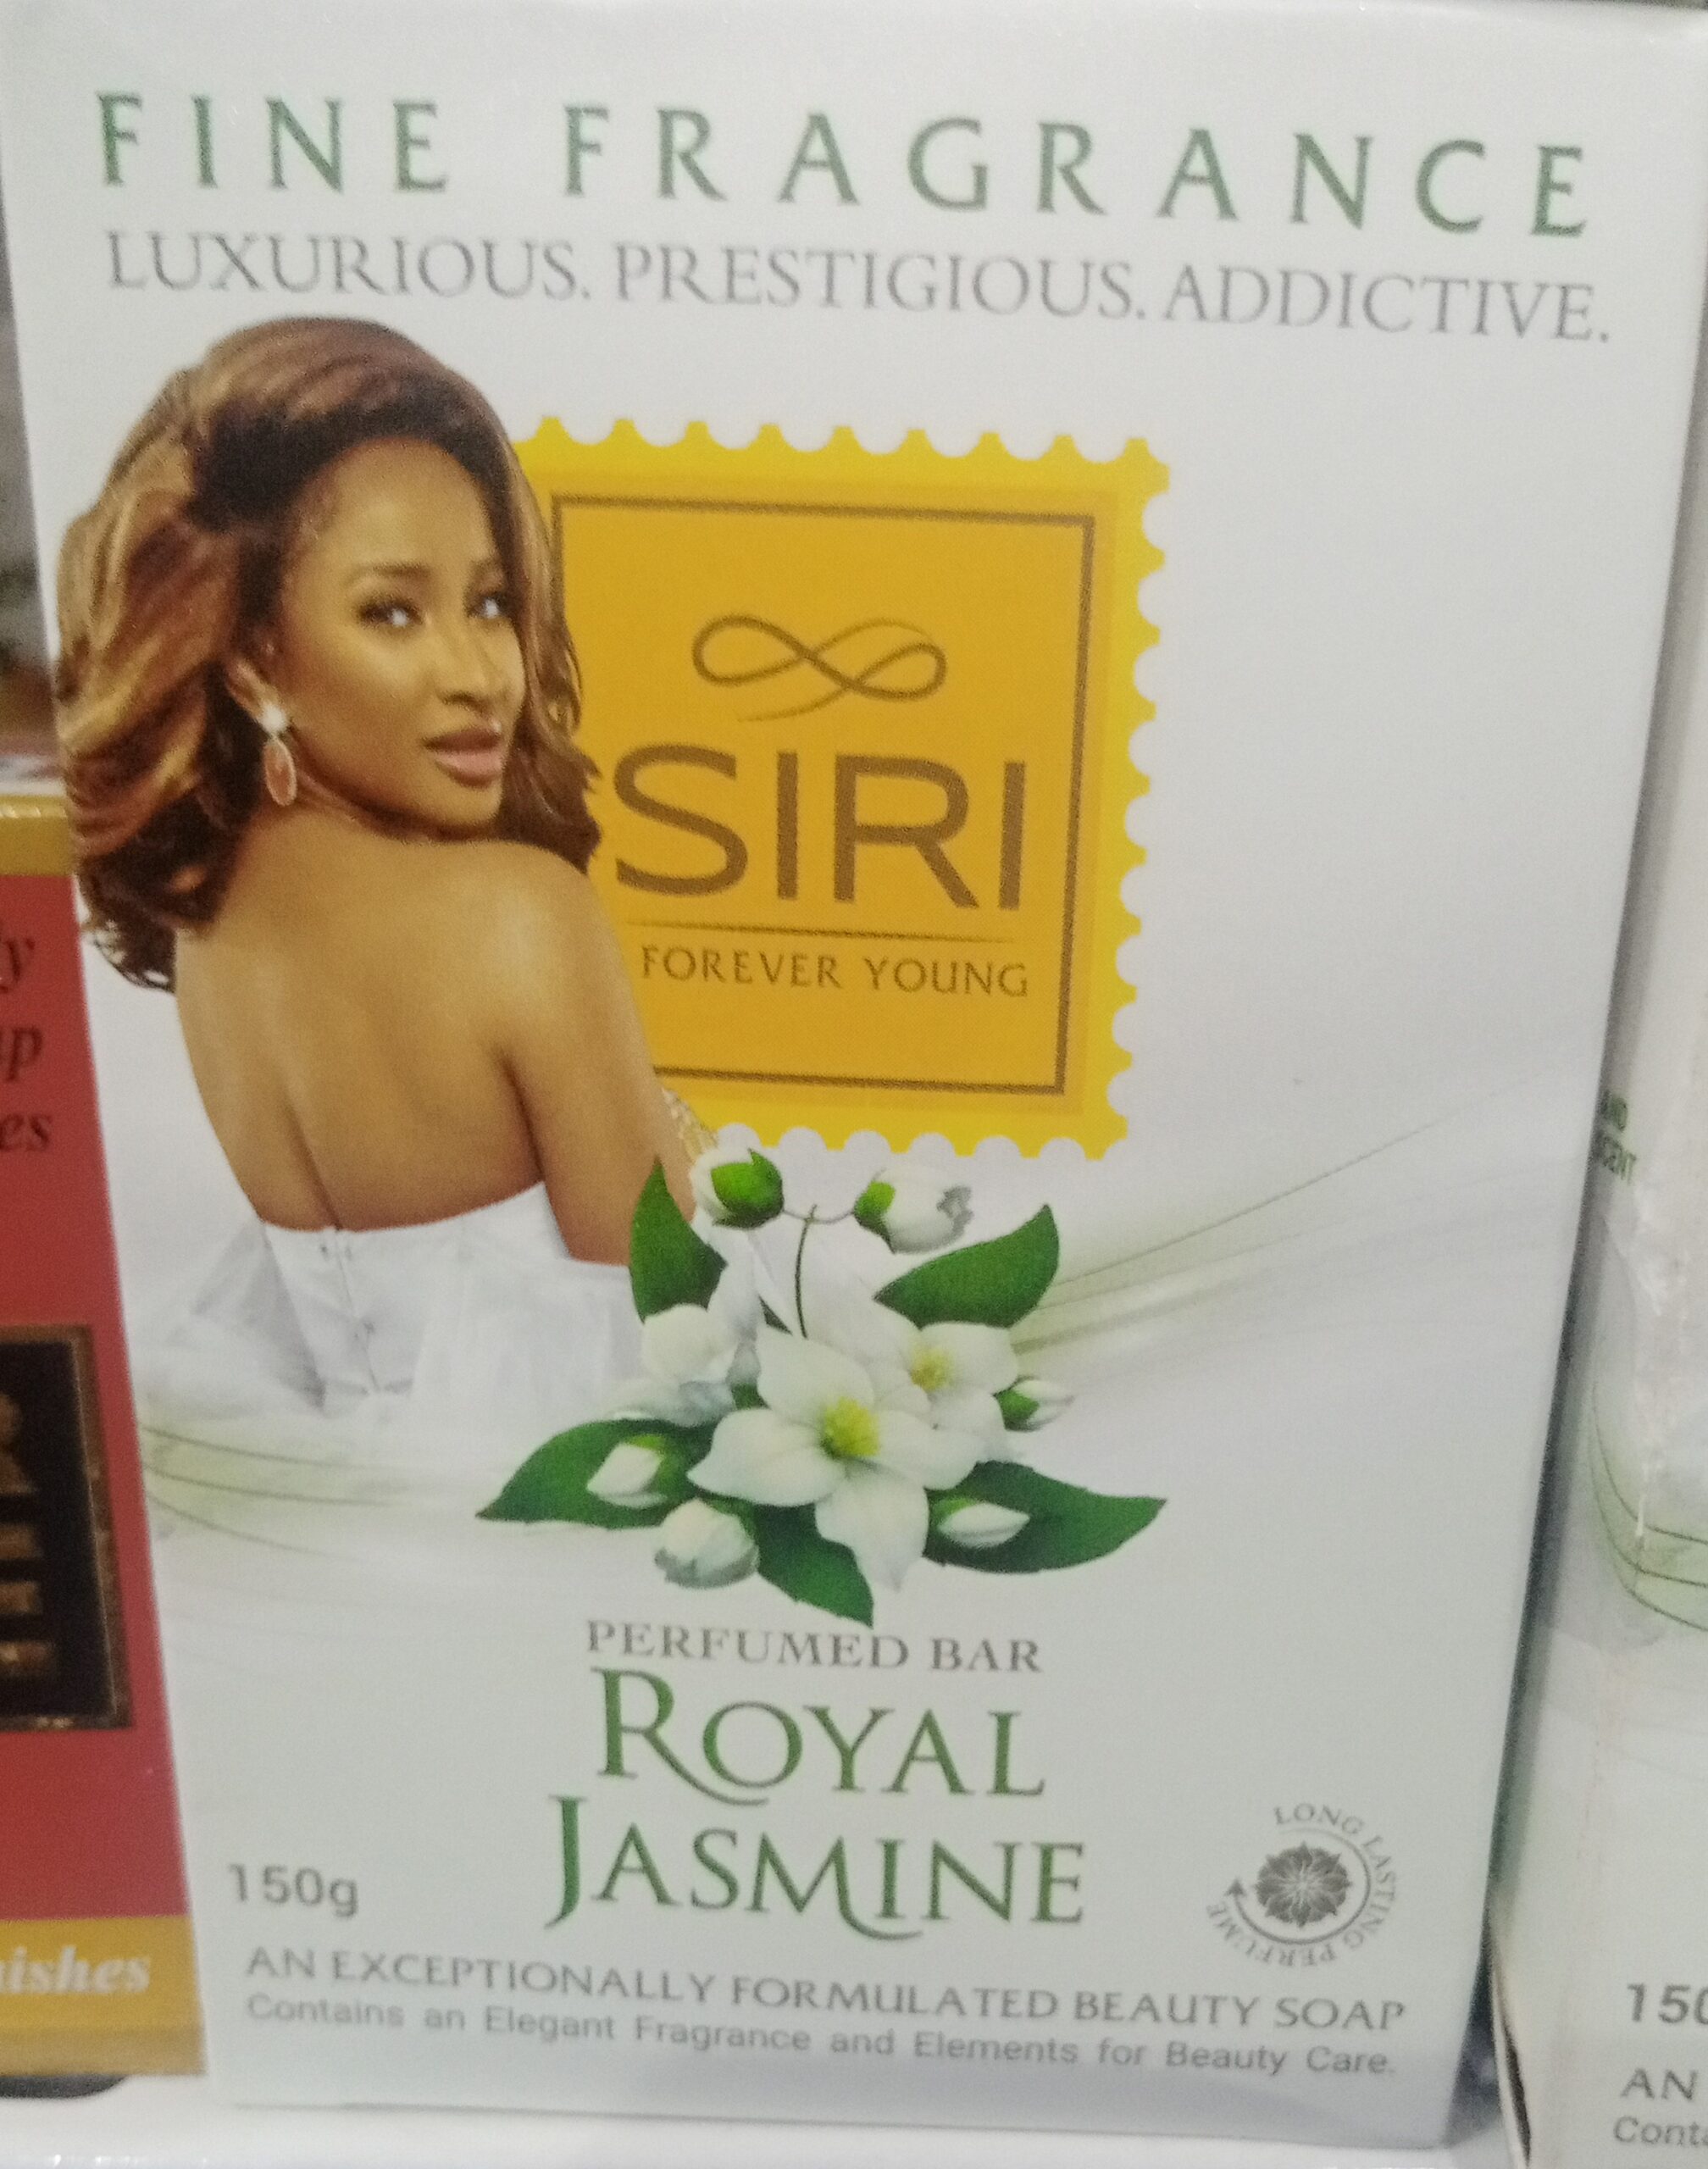 FINE FRAGRANCE
LUXURIOUS. PRESTIGIOUS. ADDICTIVE.
SIRI
FOREVER YOUNG
PERFUMED BAR
ROYAL
JASMINE
150g
LONG LASTING PERFUME
AN EXCEPTIONALLY FORMULATED BEAUTY SOAP
Contains an Elegant Fragrance and Elements for Beauty Care.
AN